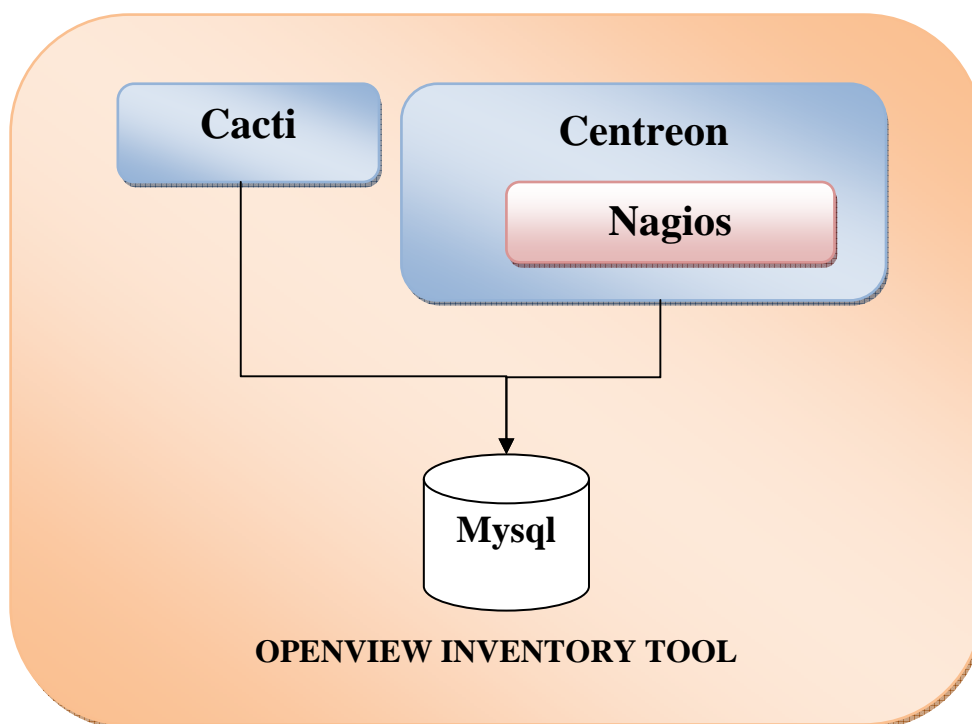 Cacti
Centreon
Nagios
Mysql
OPENVIEW INVENTORY TOOL